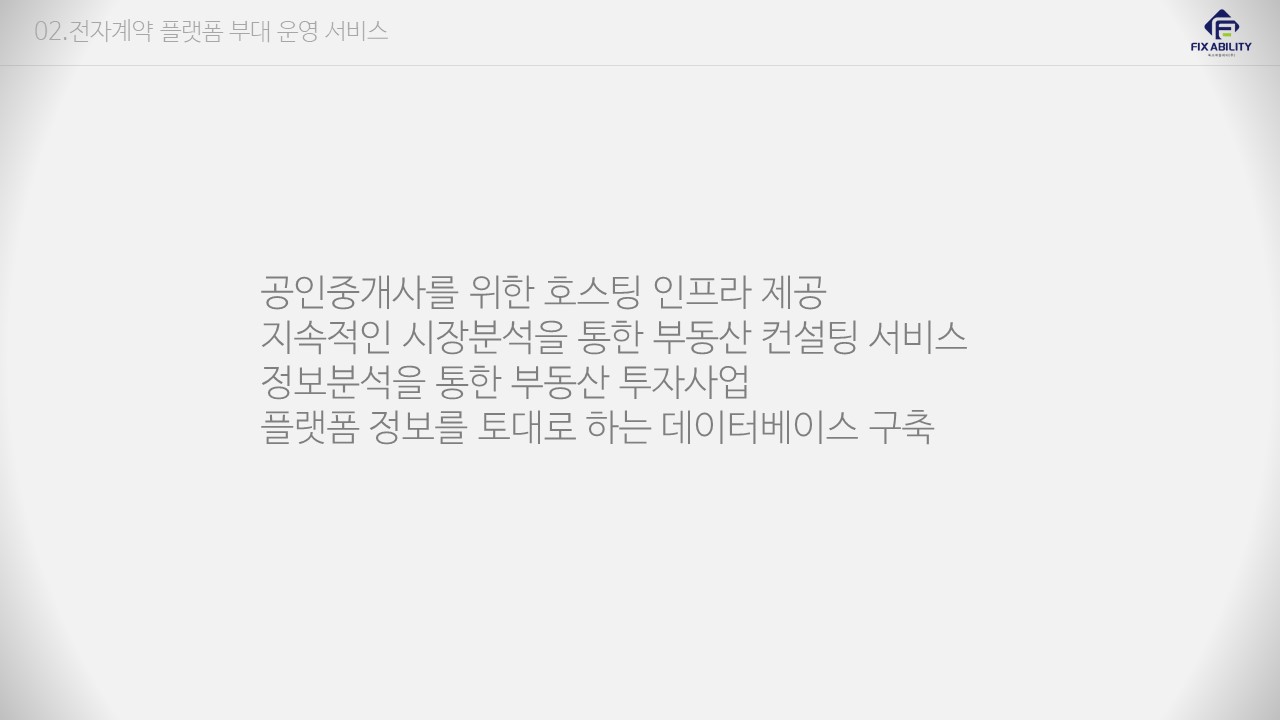 02.전자계약 플랫폼 부대 운영 서비스
FIXABILITY
공인중개사를 위한 호스팅 인프라 제공
지속적인 시장분석을 통한 부동산 컨설팅 서비스
정보분석을 통한 부동산 투자사업
플랫폼 정보를 토대로 하는 데이터베이스 구축